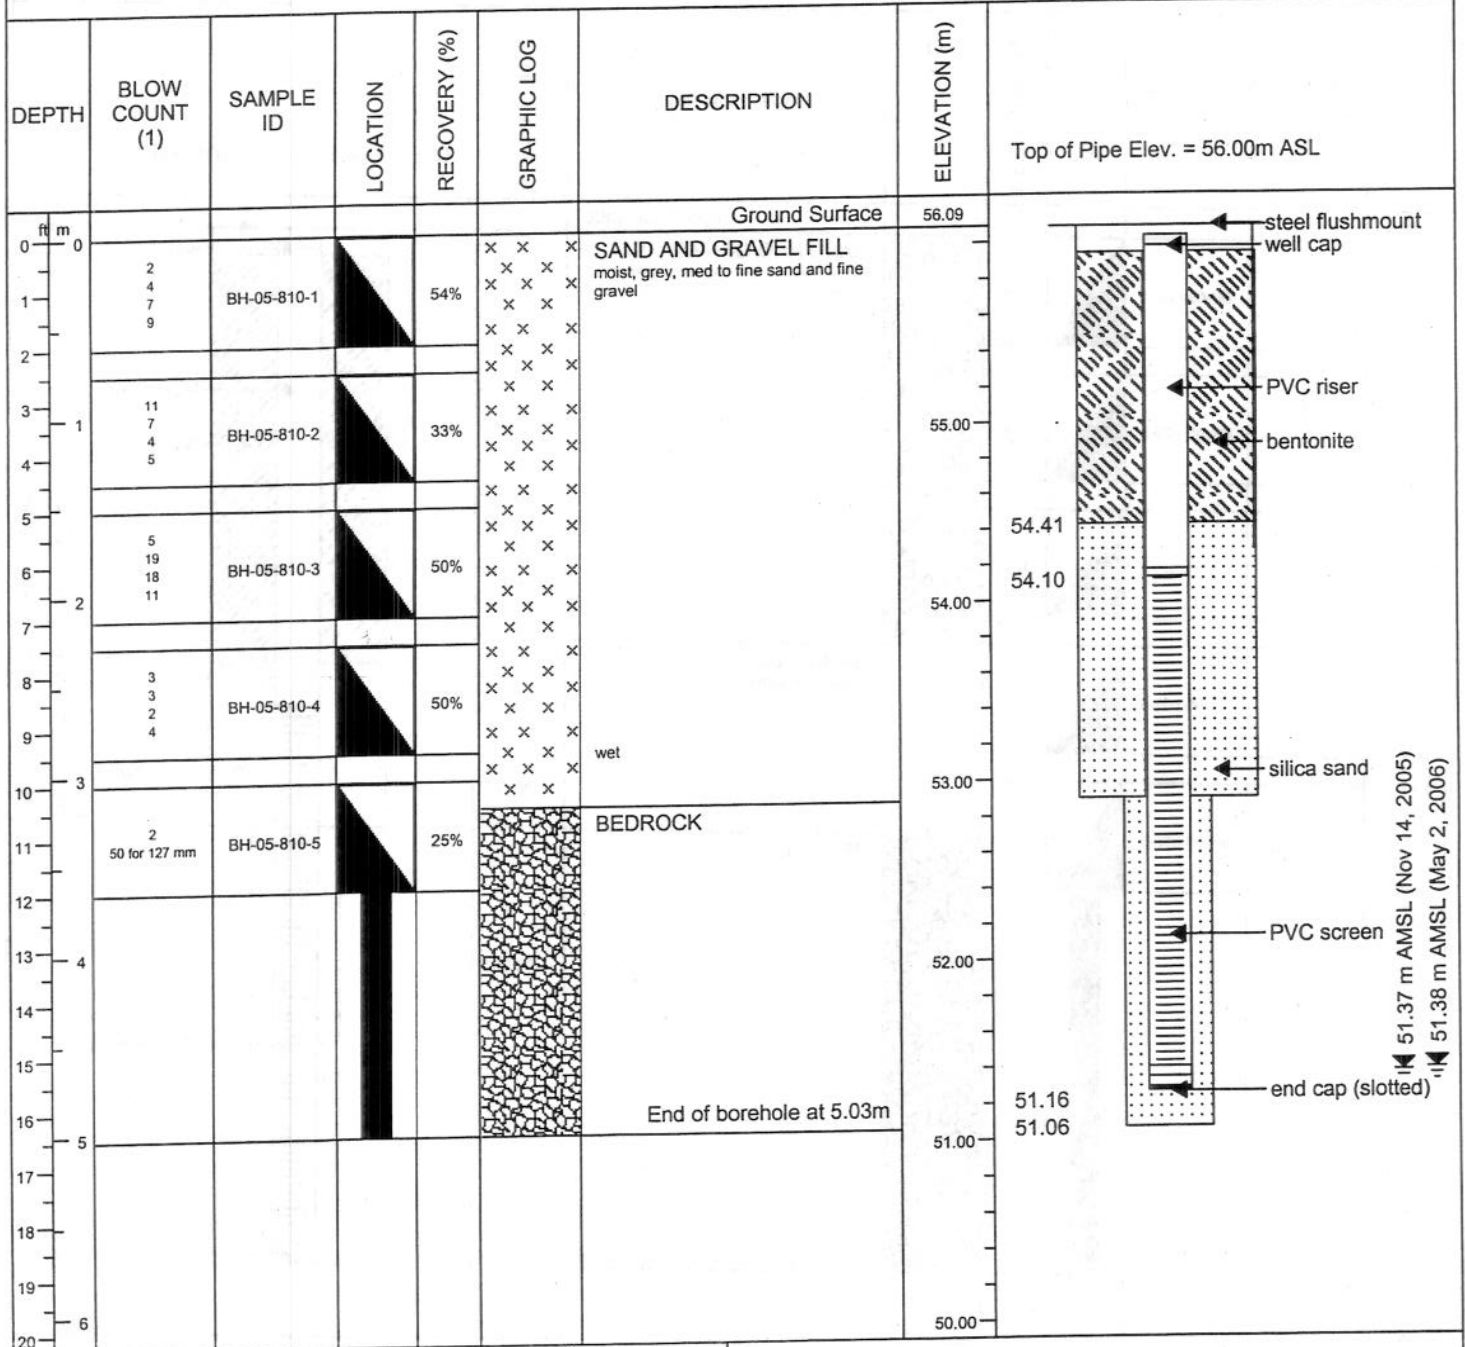 DEPTH
BLOW
COUNT
(1)
SAMPLE
ID
LOCATION
RECOVERY (%)
GRAPHIC LOG
DESCRIPTION
ELEVATION (m)
Top of Pipe Elev. = 56.00m ASL
ft m
Ground Surface
56.09
steel flushmount
well cap
0 0
SAND AND GRAVEL FILL
moist, grey, med to fine sand and fine
gravel
2
4
7
9
BH-05-810-1
54%
1
2
PVC riser
3
11
7
4
5
BH-05-810-2
33%
1
55.00
bentonite
4
5
54.41
5
19
18
11
BH-05-810-3
50%
6
54.10
2
54.00
7
8
3
3
2
4
BH-05-810-4
50%
9
wet
3
53.00
silica sand
10
BEDROCK
2
50 for 127 mm
BH-05-810-5
25%
11
12
13
4
52.00
PVC screen
51.37 m AMSL (Nov 14, 2005)
51.38 m AMSL (May 2, 2006)
14
15
end cap (slotted)
51.16
16
End of borehole at 5.03m
51.06
5
51.00
17
18
19
6
50.00
20